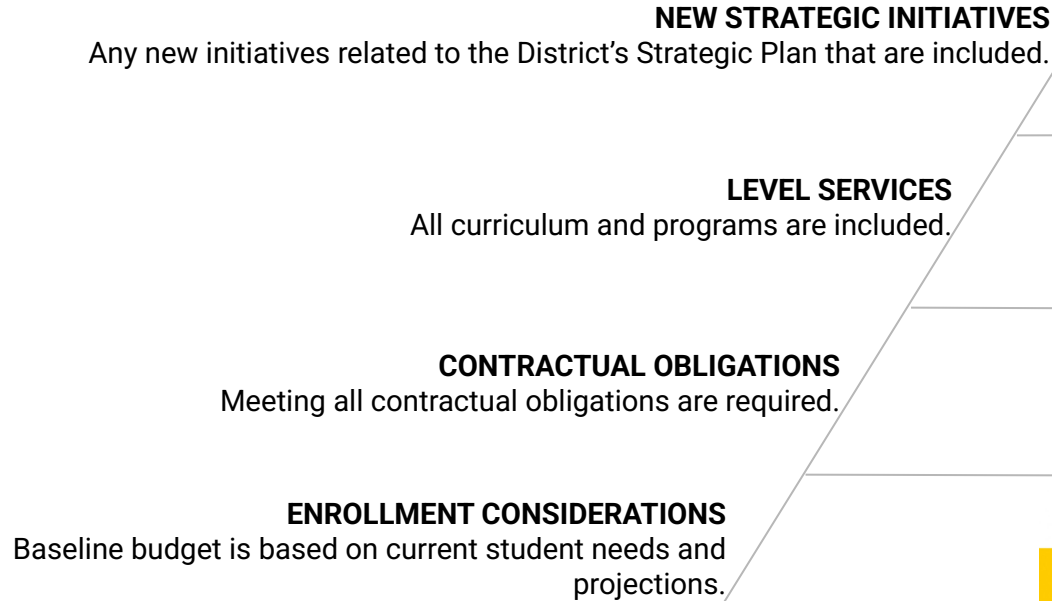 NEW STRATEGIC INITIATIVES
Any new initiatives related to the District’s Strategic Plan that are included.
LEVEL SERVICES
All curriculum and programs are included.
CONTRACTUAL OBLIGATIONS
Meeting all contractual obligations are required.
ENROLLMENT CONSIDERATIONS
Baseline budget is based on current student needs and
projections.